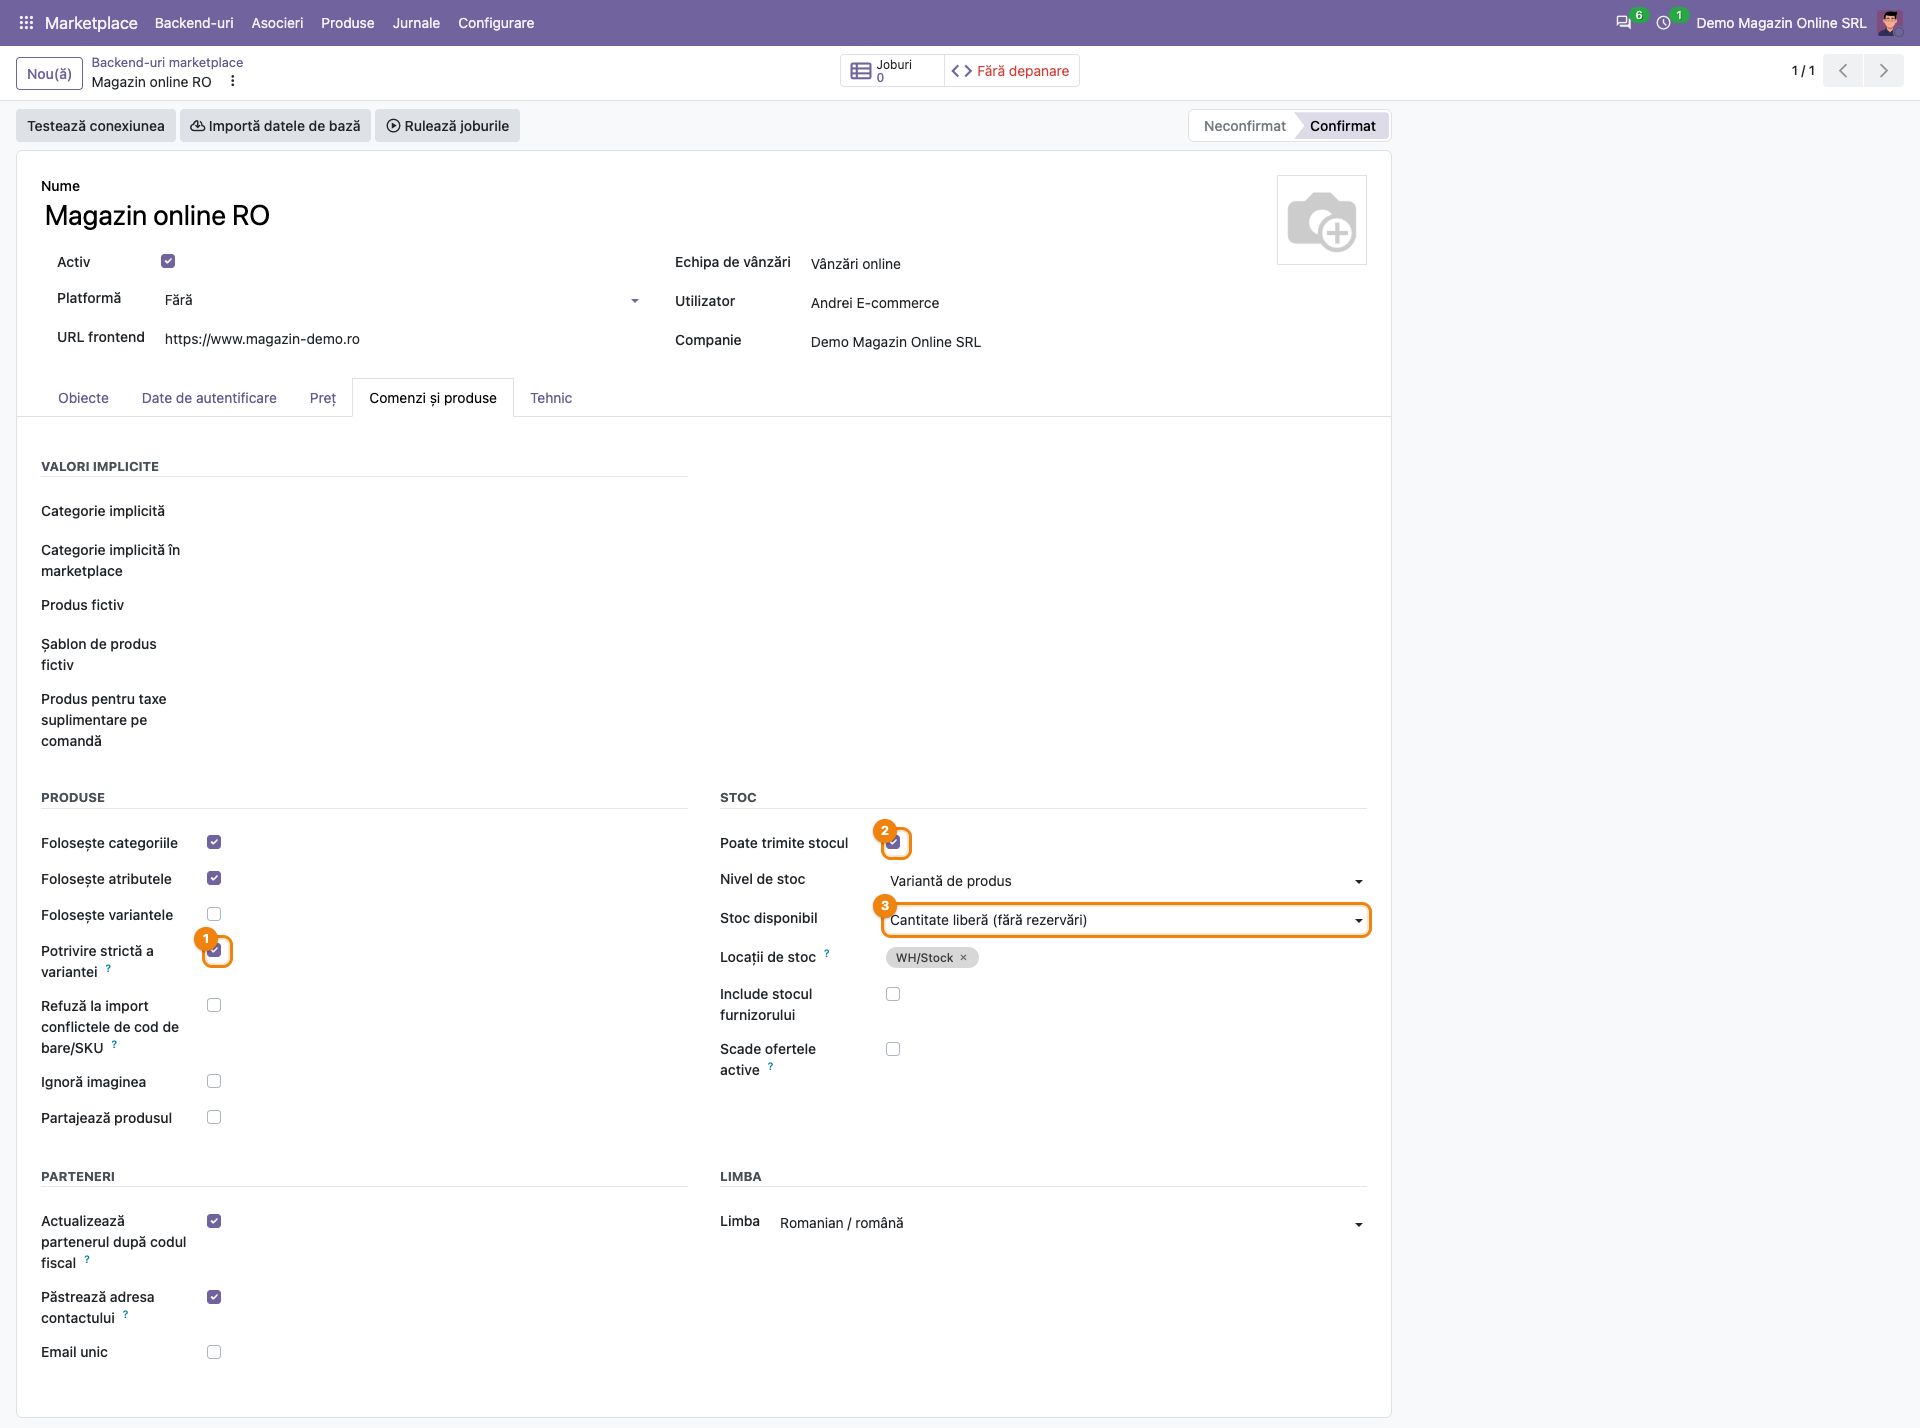 Marketplace Backend-uri Asocieri Produse Jurnale Configurare 6 1 Demo Magazin Online SRL
Nou(ă) Backend-uri marketplace
Magazin online RO
Joburi
0
Fără depanare
1 / 1
Testează conexiunea Importă datele de bază Rulează joburile Neconfirmat Confirmat
Nume
Magazin online RO
Activ
Platformă Fără
URL frontend https://www.magazin-demo.ro
Echipa de vânzări Vânzări online
Utilizator Andrei E-commerce
Companie Demo Magazin Online SRL
Obiecte Date de autentificare Preț Comenzi și produse Tehnic
VALORI IMPLICITE
Categorie implicită
Categorie implicită în
marketplace
Produs fictiv
Șablon de produs
fictiv
Produs pentru taxe
suplimentare pe
comandă
PRODUSE
Folosește categoriile
Folosește atributele
Folosește variantele
1
Potrivire strictă a
variantei ?
Refuză la import
conflictele de cod de
bare/SKU ?
Ignoră imaginea
Partajează produsul
STOC
2
Poate trimite stocul
Nivel de stoc Variantă de produs
3
Stoc disponibil Cantitate liberă (fără rezervări)
Locații de stoc ? WH/Stock ×
Include stocul
furnizorului
Scade ofertele
active ?
PARTENERI
Actualizează
partenerul după codul
fiscal ?
Păstrează adresa
contactului ?
Email unic
LIMBA
Limba Romanian / română